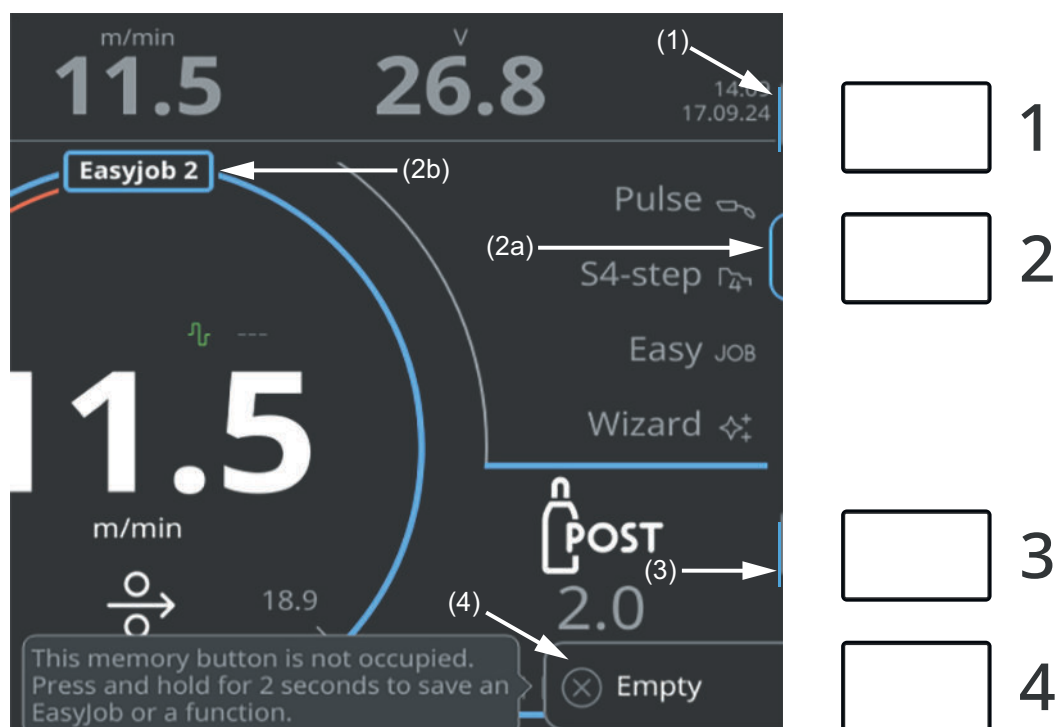 m/min
11.5
V
26.8
(1)
17.09.24
1
Easyjob 2
(2b)
Pulse
(2a)
2
S4-step 4
---
Easy JOB
11.5
Wizard
m/min
POST
3
(3)
2.0
18.9
(4)
This memory button is not occupied.
Press and hold for 2 seconds to save an
EasyJob or a function.
Empty
4